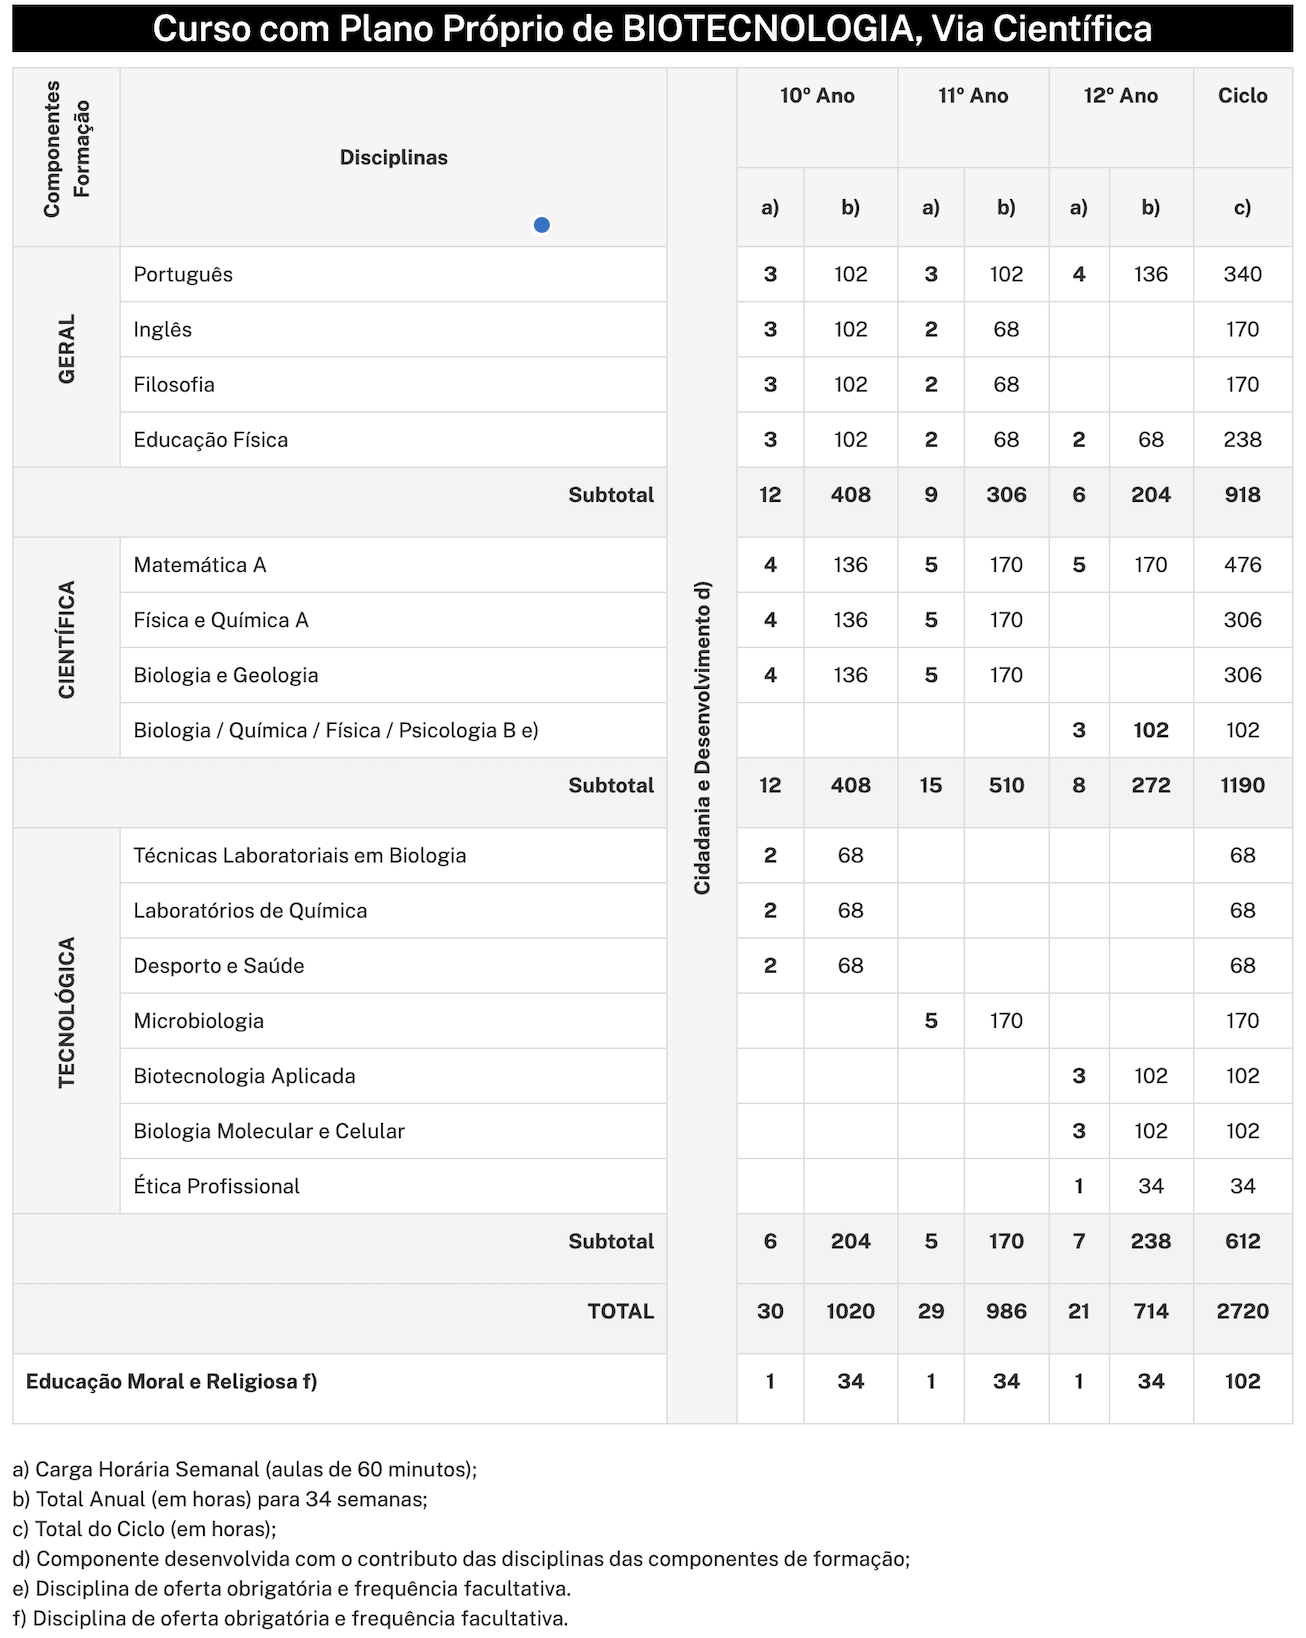 Curso com Plano Próprio de BIOTECNOLOGIA, Via Científica
Componentes Formação Disciplinas Cidadania e Desenvolvimento d) 10º Ano 11º Ano 12º Ano Ciclo
a) b) a) b) a) b) c)
GERAL
Português 3 102 3 102 4 136 340
Inglês 3 102 2 68 170
Filosofia 3 102 2 68 170
Educação Física 3 102 2 68 2 68 238
Subtotal 12 408 9 306 6 204 918
CIENTÍFICA
Matemática A 4 136 5 170 5 170 476
Física e Química A 4 136 5 170 306
Biologia e Geologia 4 136 5 170 306
Biologia / Química / Física / Psicologia B e) 3 102 102
Subtotal 12 408 15 510 8 272 1190
TECNOLÓGICA
Técnicas Laboratoriais em Biologia 2 68 68
Laboratórios de Química 2 68 68
Desporto e Saúde 2 68 68
Microbiologia 5 170 170
Biotecnologia Aplicada 3 102 102
Biologia Molecular e Celular 3 102 102
Ética Profissional 1 34 34
Subtotal 6 204 5 170 7 238 612
TOTAL 30 1020 29 986 21 714 2720
Educação Moral e Religiosa f) 1 34 1 34 1 34 102
a) Carga Horária Semanal (aulas de 60 minutos);
b) Total Anual (em horas) para 34 semanas;
c) Total do Ciclo (em horas);
d) Componente desenvolvida com o contributo das disciplinas das componentes de formação;
e) Disciplina de oferta obrigatória e frequência facultativa.
f) Disciplina de oferta obrigatória e frequência facultativa.